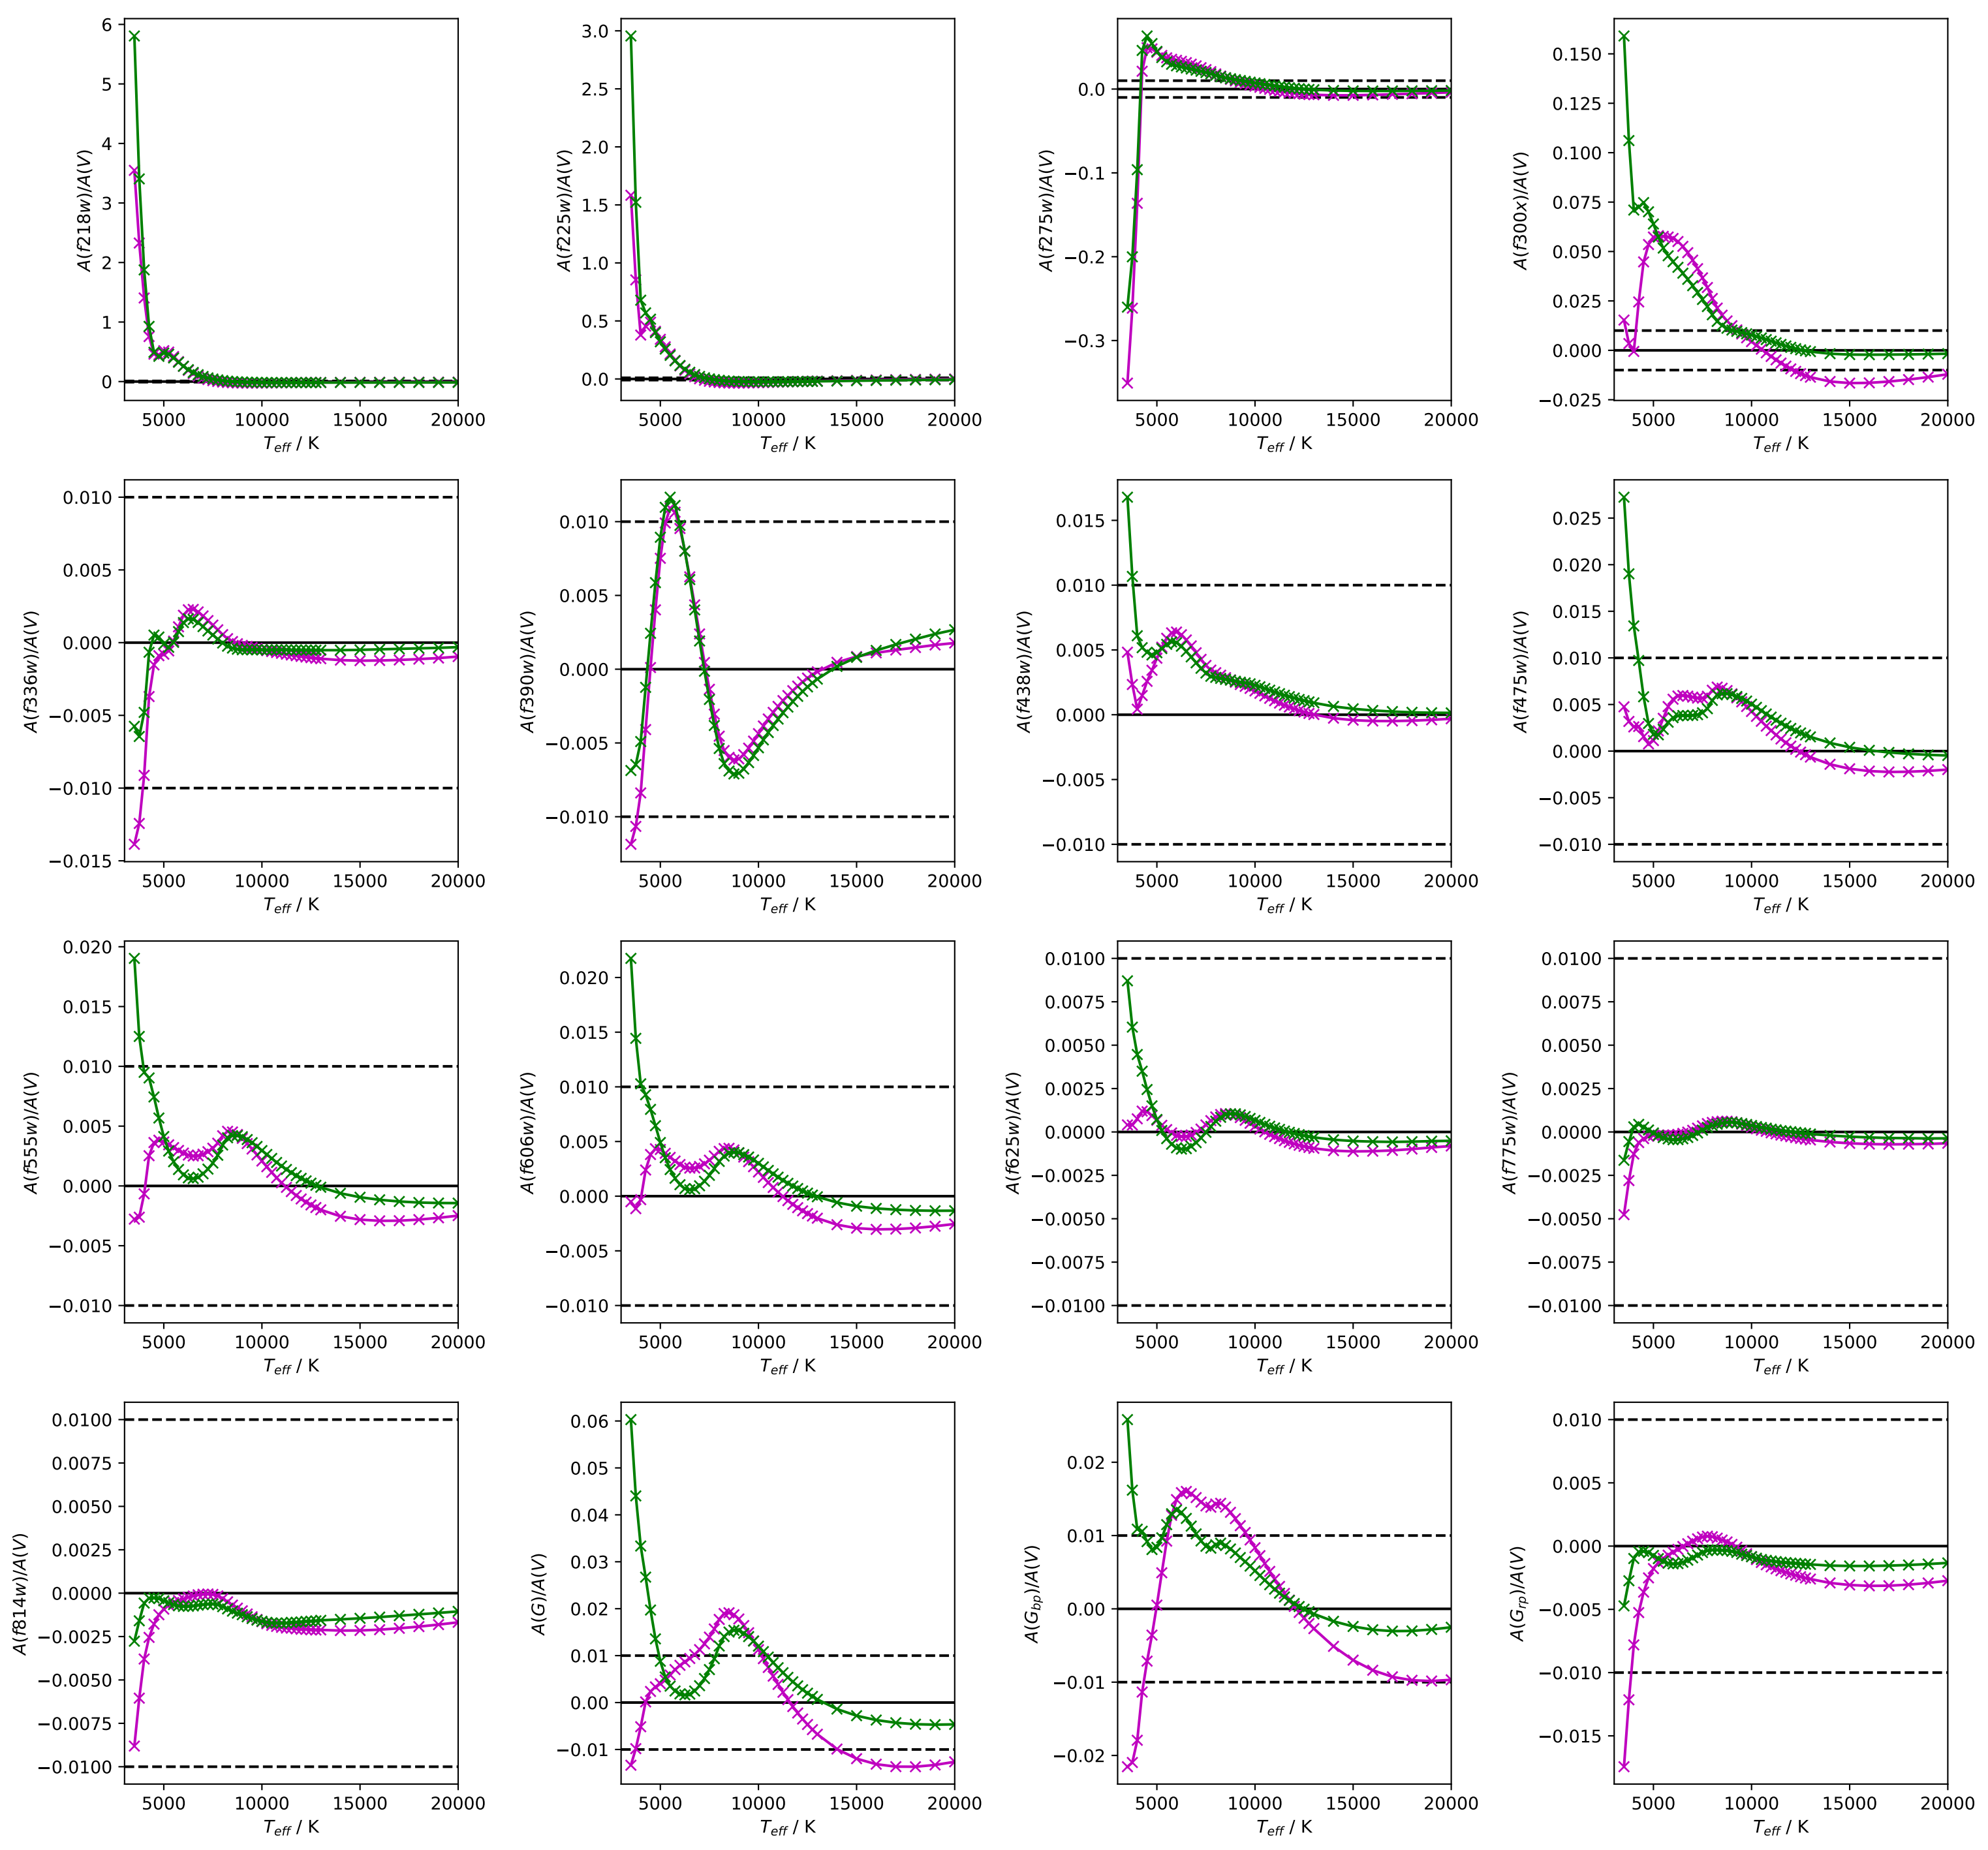 A(f218w)/A(V)
6
5
4
3
2
1
0
5000 10000 15000 20000
T_eff / K
A(f225w)/A(V)
3.0
2.5
2.0
1.5
1.0
0.5
0.0
5000 10000 15000 20000
T_eff / K
A(f275w)/A(V)
0.0
−0.1
−0.2
−0.3
5000 10000 15000 20000
T_eff / K
A(f300x)/A(V)
0.150
0.125
0.100
0.075
0.050
0.025
0.000
−0.025
5000 10000 15000 20000
T_eff / K
A(f336w)/A(V)
0.010
0.005
0.000
−0.005
−0.010
−0.015
5000 10000 15000 20000
T_eff / K
A(f390w)/A(V)
0.010
0.005
0.000
−0.005
−0.010
5000 10000 15000 20000
T_eff / K
A(f438w)/A(V)
0.015
0.010
0.005
0.000
−0.005
−0.010
5000 10000 15000 20000
T_eff / K
A(f475w)/A(V)
0.025
0.020
0.015
0.010
0.005
0.000
−0.005
−0.010
5000 10000 15000 20000
T_eff / K
A(f555w)/A(V)
0.020
0.015
0.010
0.005
0.000
−0.005
−0.010
5000 10000 15000 20000
T_eff / K
A(f606w)/A(V)
0.020
0.015
0.010
0.005
0.000
−0.005
−0.010
5000 10000 15000 20000
T_eff / K
A(f625w)/A(V)
0.0100
0.0075
0.0050
0.0025
0.0000
−0.0025
−0.0050
−0.0075
−0.0100
5000 10000 15000 20000
T_eff / K
A(f775w)/A(V)
0.0100
0.0075
0.0050
0.0025
0.0000
−0.0025
−0.0050
−0.0075
−0.0100
5000 10000 15000 20000
T_eff / K
A(f814w)/A(V)
0.0100
0.0075
0.0050
0.0025
0.0000
−0.0025
−0.0050
−0.0075
−0.0100
5000 10000 15000 20000
T_eff / K
A(G)/A(V)
0.06
0.05
0.04
0.03
0.02
0.01
0.00
−0.01
5000 10000 15000 20000
T_eff / K
A(G_bp)/A(V)
0.02
0.01
0.00
−0.01
−0.02
5000 10000 15000 20000
T_eff / K
A(G_rp)/A(V)
0.010
0.005
0.000
−0.005
−0.010
−0.015
5000 10000 15000 20000
T_eff / K